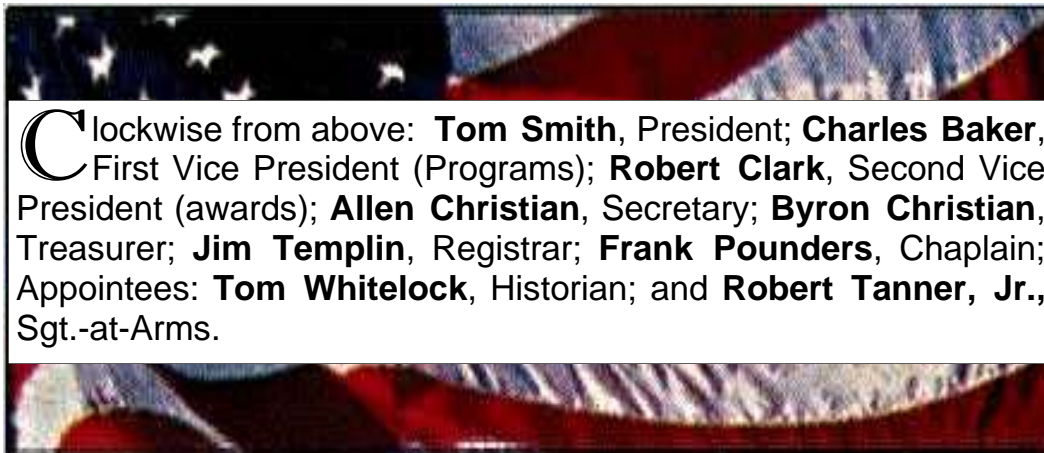 Clockwise from above: Tom Smith, President; Charles Baker,
First Vice President (Programs); Robert Clark, Second Vice
President (awards); Allen Christian, Secretary; Byron Christian,
Treasurer; Jim Templin, Registrar; Frank Pounders, Chaplain;
Appointees: Tom Whitelock, Historian; and Robert Tanner, Jr.,
Sgt.-at-Arms.